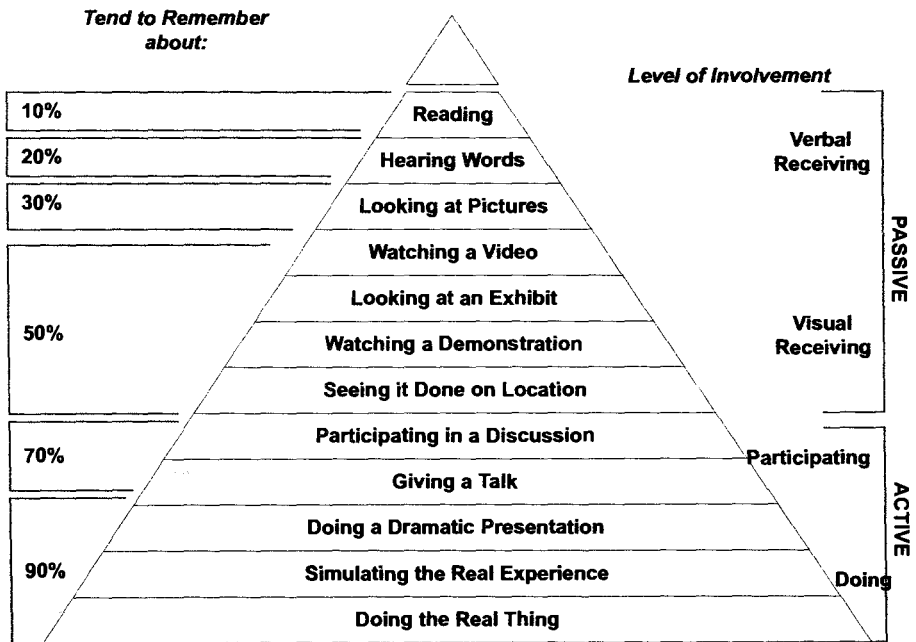 Tend to Remember
about:
Level of Involvement
10%
Reading
20%
Hearing Words
Verbal
Receiving
30%
Looking at Pictures
Watching a Video
50%
Looking at an Exhibit
Watching a Demonstration
Visual
Receiving
Seeing it Done on Location
PASSIVE
70%
Participating in a Discussion
Participating
Giving a Talk
90%
Doing a Dramatic Presentation
Simulating the Real Experience
Doing
Doing the Real Thing
ACTIVE